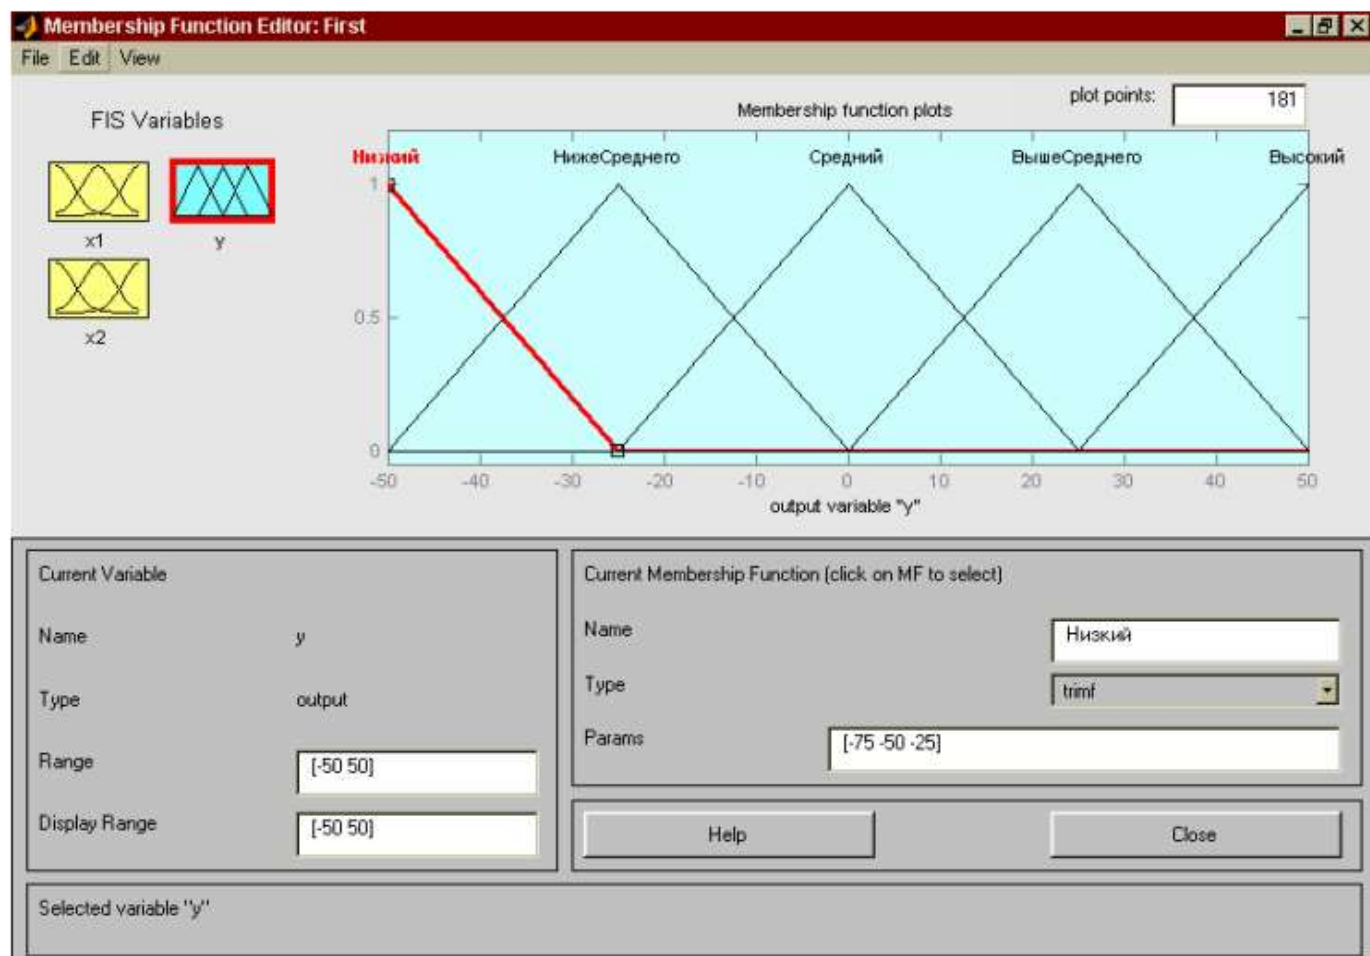 Membership Function Editor: First
File Edit View
FIS Variables
x1
y
x2
plot points: 181
Membership function plots
Низкий НижеСреднего Средний ВышеСреднего Высокий
1
0.5
0
-50 -40 -30 -20 -10 0 10 20 30 40 50
output variable "y"
Current Variable
Name y
Type output
Range [-50 50]
Display Range [-50 50]
Current Membership Function (click on MF to select)
Name Низкий
Type trimf
Params [-75 -50 -25]
Help Close
Selected variable "y"